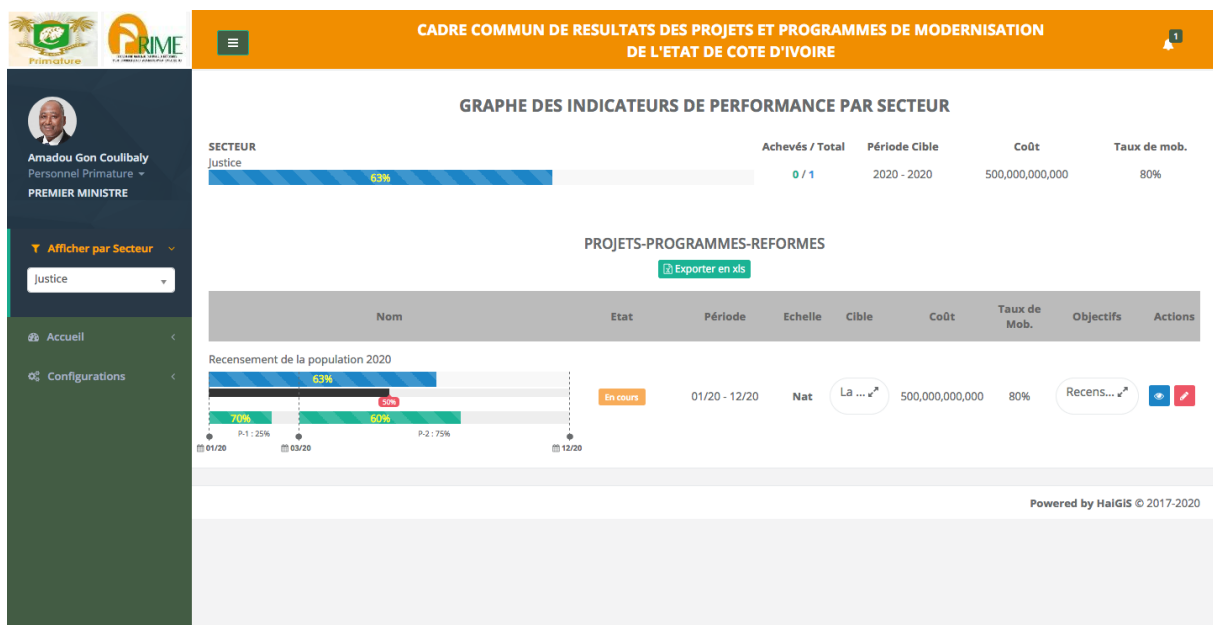 Primature
PRIME
CADRE COMMUN DE RESULTATS DES PROJETS ET PROGRAMMES DE MODERNISATION
DE L'ETAT DE COTE D'IVOIRE
1
Amadou Gon Coulibaly
Personnel Primature
PREMIER MINISTRE
Afficher par Secteur
Justice
Accueil
Configurations
GRAPHE DES INDICATEURS DE PERFORMANCE PAR SECTEUR
SECTEUR Achevés / Total Période Cible Coût Taux de mob.
Justice
63% 0 / 1 2020 - 2020 500,000,000,000 80%
PROJETS-PROGRAMMES-REFORMES
Exporter en xls
Nom Etat Période Echelle Cible Coût Taux de Mob. Objectifs Actions
Recensement de la population 2020
63%
En cours 01/20 - 12/20 Nat La ... 500,000,000,000 80% Recens...
50%
70% 60%
P-1 : 25% P-2 : 75%
01/20 03/20 12/20
Powered by HaiGiS © 2017-2020